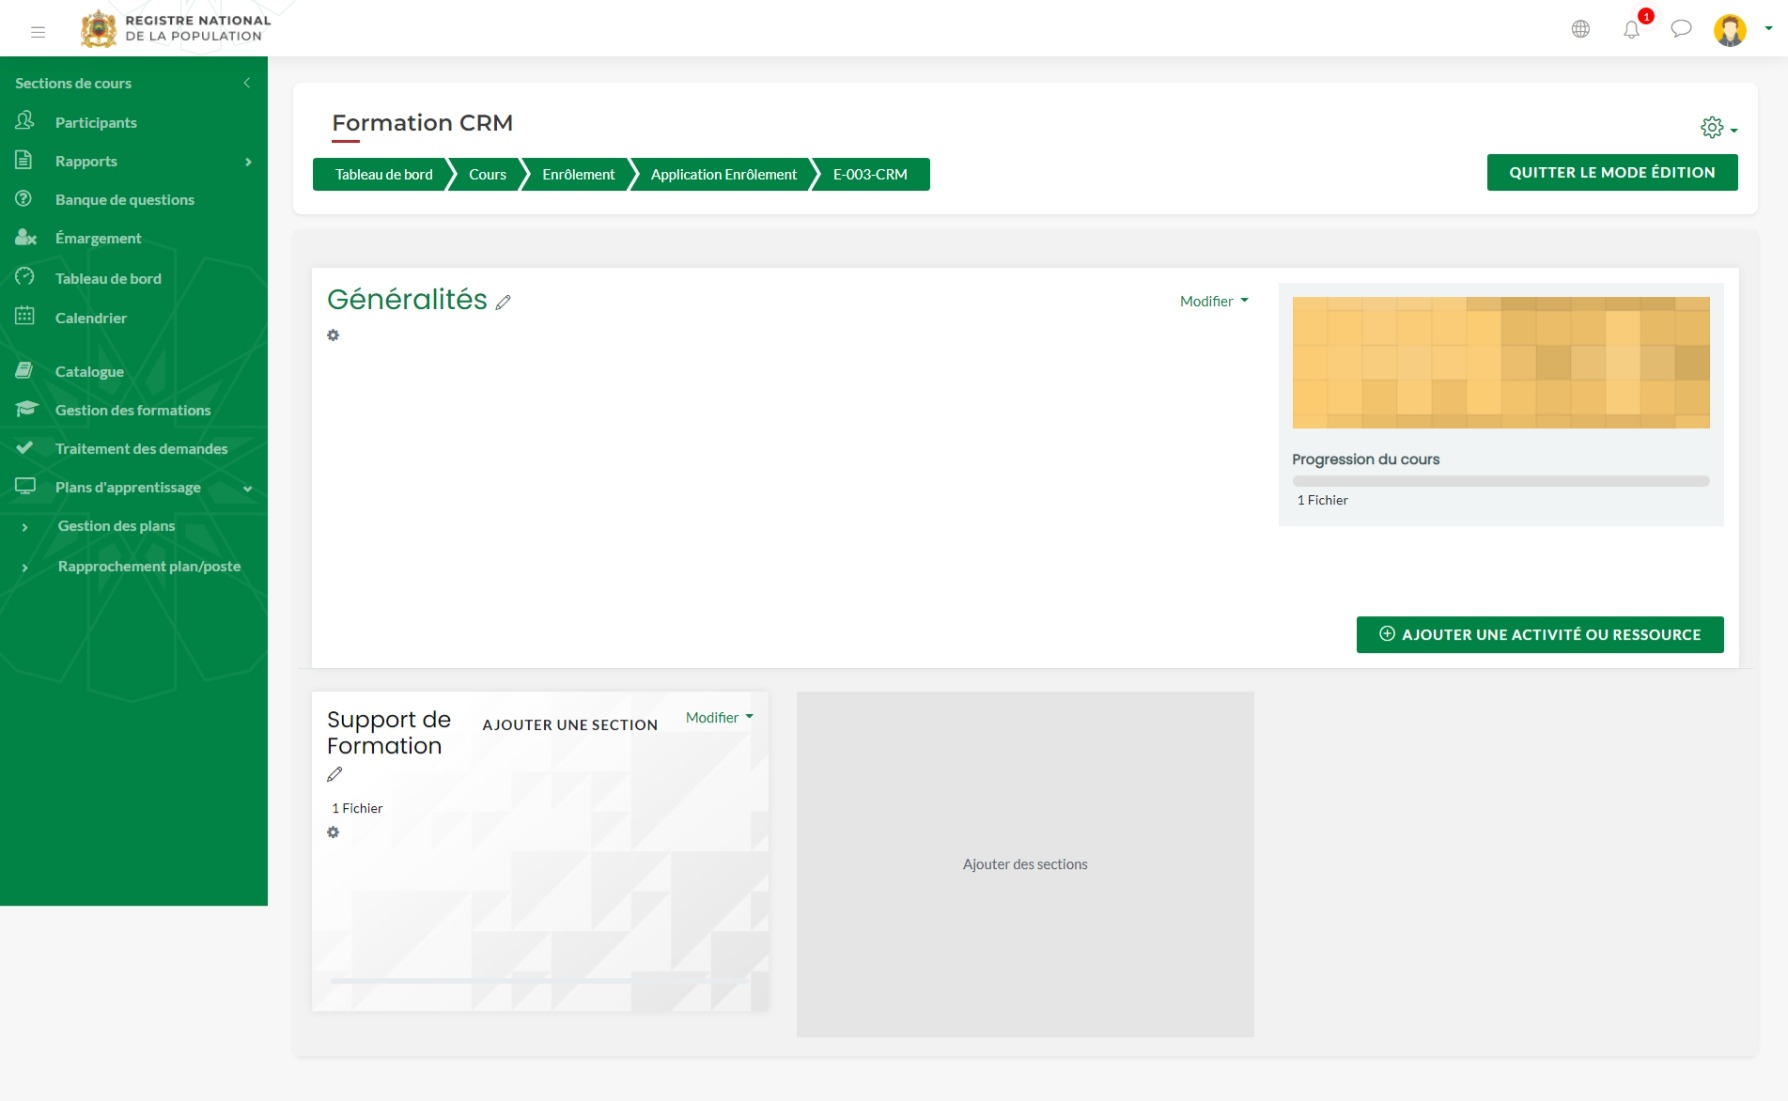 REGISTRE NATIONAL
DE LA POPULATION
1
Sections de cours
Participants
Rapports
Banque de questions
Émargement
Tableau de bord
Calendrier
Catalogue
Gestion des formations
Traitement des demandes
Plans d'apprentissage
Gestion des plans
Rapprochement plan/poste
Formation CRM
Tableau de bord
Cours
Enrôlement
Application Enrôlement
E-003-CRM
QUITTER LE MODE ÉDITION
Généralités
Modifier
Progression du cours
1 Fichier
AJOUTER UNE ACTIVITÉ OU RESSOURCE
Support de
Formation
AJOUTER UNE SECTION
Modifier
1 Fichier
Ajouter des sections